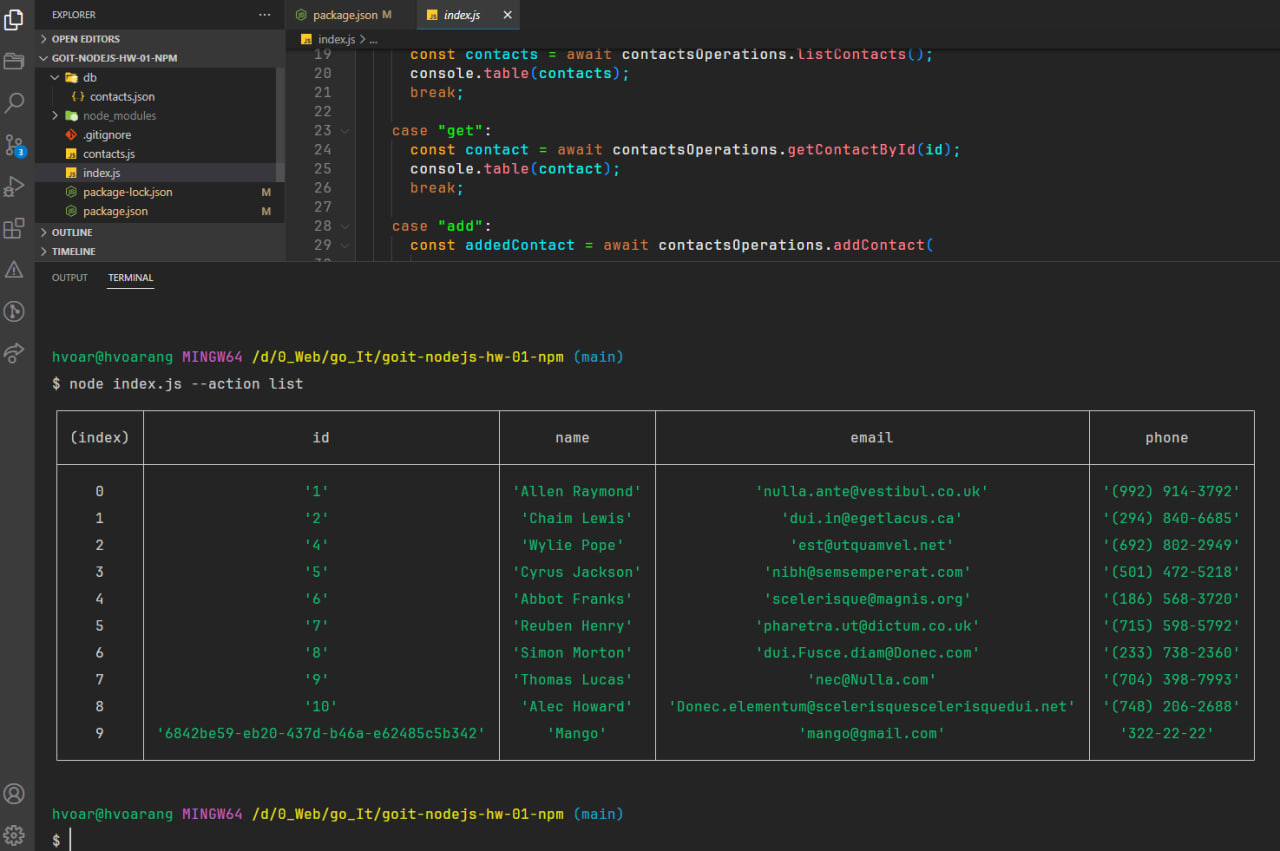 EXPLORER
OPEN EDITORS
GOIT-NODEJS-HW-01-NPM
db
contacts.json
node_modules
.gitignore
contacts.js
index.js
package-lock.json M
package.json M
OUTLINE
TIMELINE
3
package.json M index.js
index.js > ...
19 const contacts = await contactsOperations.listContacts();
20 console.table(contacts);
21 break;
22
23 case "get":
24 const contact = await contactsOperations.getContactById(id);
25 console.table(contact);
26 break;
27
28 case "add":
29 const addedContact = await contactsOperations.addContact(
OUTPUT TERMINAL
hvoar@hvoarang MINGW64 /d/0_Web/go_It/goit-nodejs-hw-01-npm (main)
$ node index.js --action list
(index) id name email phone
0 '1' 'Allen Raymond' 'nulla.ante@vestibul.co.uk' '(992) 914-3792'
1 '2' 'Chaim Lewis' 'dui.in@egetlacus.ca' '(294) 840-6685'
2 '4' 'Wylie Pope' 'est@utquamvel.net' '(692) 802-2949'
3 '5' 'Cyrus Jackson' 'nibh@semsempererat.com' '(501) 472-5218'
4 '6' 'Abbot Franks' 'scelerisque@magnis.org' '(186) 568-3720'
5 '7' 'Reuben Henry' 'pharetra.ut@dictum.co.uk' '(715) 598-5792'
6 '8' 'Simon Morton' 'dui.Fusce.diam@Donec.com' '(233) 738-2360'
7 '9' 'Thomas Lucas' 'nec@Nulla.com' '(704) 398-7993'
8 '10' 'Alec Howard' 'Donec.elementum@scelerisquescelerisquedui.net' '(748) 206-2688'
9 '6842be59-eb20-437d-b46a-e62485c5b342' 'Mango' 'mango@gmail.com' '322-22-22'
hvoar@hvoarang MINGW64 /d/0_Web/go_It/goit-nodejs-hw-01-npm (main)
$